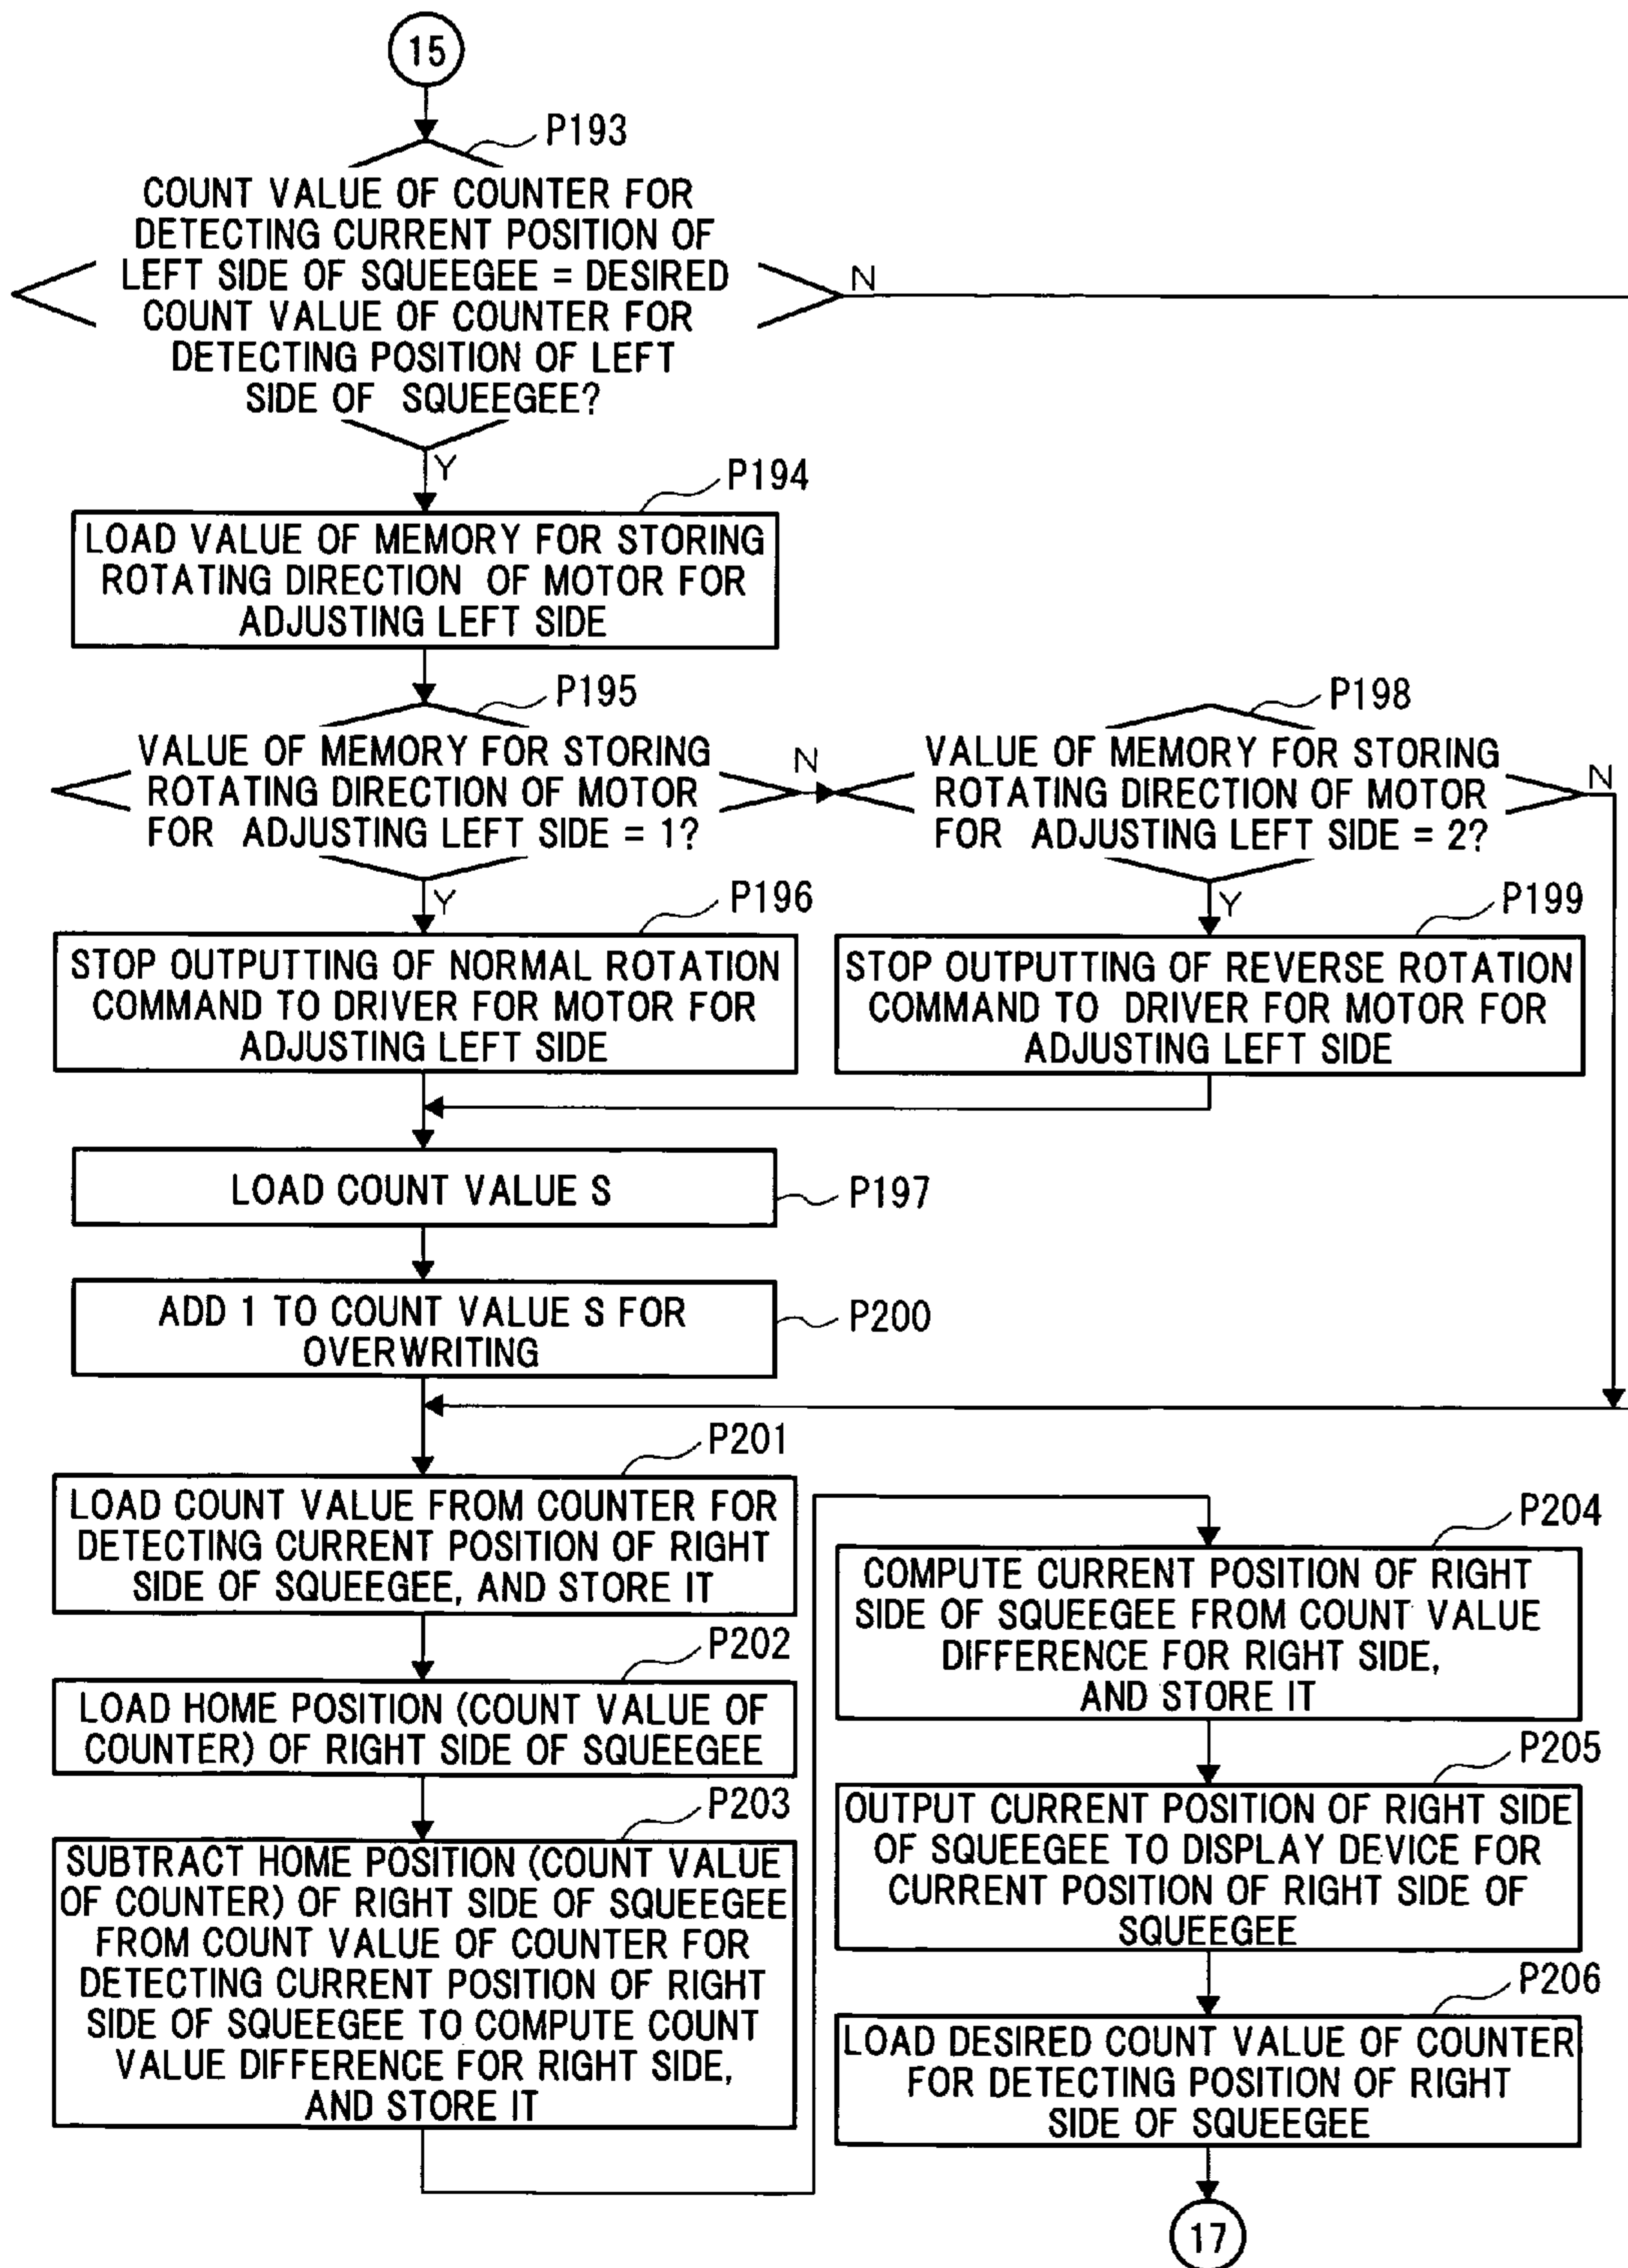 15
P193
COUNT VALUE OF COUNTER FOR
DETECTING CURRENT POSITION OF
LEFT SIDE OF SQUEEGEE = DESIRED
COUNT VALUE OF COUNTER FOR
DETECTING POSITION OF LEFT
SIDE OF SQUEEGEE?
N
Y
P194
LOAD VALUE OF MEMORY FOR STORING
ROTATING DIRECTION OF MOTOR FOR
ADJUSTING LEFT SIDE
P195
VALUE OF MEMORY FOR STORING
ROTATING DIRECTION OF MOTOR
FOR ADJUSTING LEFT SIDE = 1?
N
Y
P198
VALUE OF MEMORY FOR STORING
ROTATING DIRECTION OF MOTOR
FOR ADJUSTING LEFT SIDE = 2?
N
Y
P196
STOP OUTPUTTING OF NORMAL ROTATION
COMMAND TO DRIVER FOR MOTOR FOR
ADJUSTING LEFT SIDE
P199
STOP OUTPUTTING OF REVERSE ROTATION
COMMAND TO DRIVER FOR MOTOR FOR
ADJUSTING LEFT SIDE
LOAD COUNT VALUE S
P197
ADD 1 TO COUNT VALUE S FOR
OVERWRITING
P200
P201
LOAD COUNT VALUE FROM COUNTER FOR
DETECTING CURRENT POSITION OF RIGHT
SIDE OF SQUEEGEE, AND STORE IT
P202
LOAD HOME POSITION (COUNT VALUE OF
COUNTER) OF RIGHT SIDE OF SQUEEGEE
P203
SUBTRACT HOME POSITION (COUNT VALUE
OF COUNTER) OF RIGHT SIDE OF SQUEEGEE
FROM COUNT VALUE OF COUNTER FOR
DETECTING CURRENT POSITION OF RIGHT
SIDE OF SQUEEGEE TO COMPUTE COUNT
VALUE DIFFERENCE FOR RIGHT SIDE,
AND STORE IT
P204
COMPUTE CURRENT POSITION OF RIGHT
SIDE OF SQUEEGEE FROM COUNT VALUE
DIFFERENCE FOR RIGHT SIDE,
AND STORE IT
P205
OUTPUT CURRENT POSITION OF RIGHT SIDE
OF SQUEEGEE TO DISPLAY DEVICE FOR
CURRENT POSITION OF RIGHT SIDE OF
SQUEEGEE
P206
LOAD DESIRED COUNT VALUE OF COUNTER
FOR DETECTING POSITION OF RIGHT
SIDE OF SQUEEGEE
17